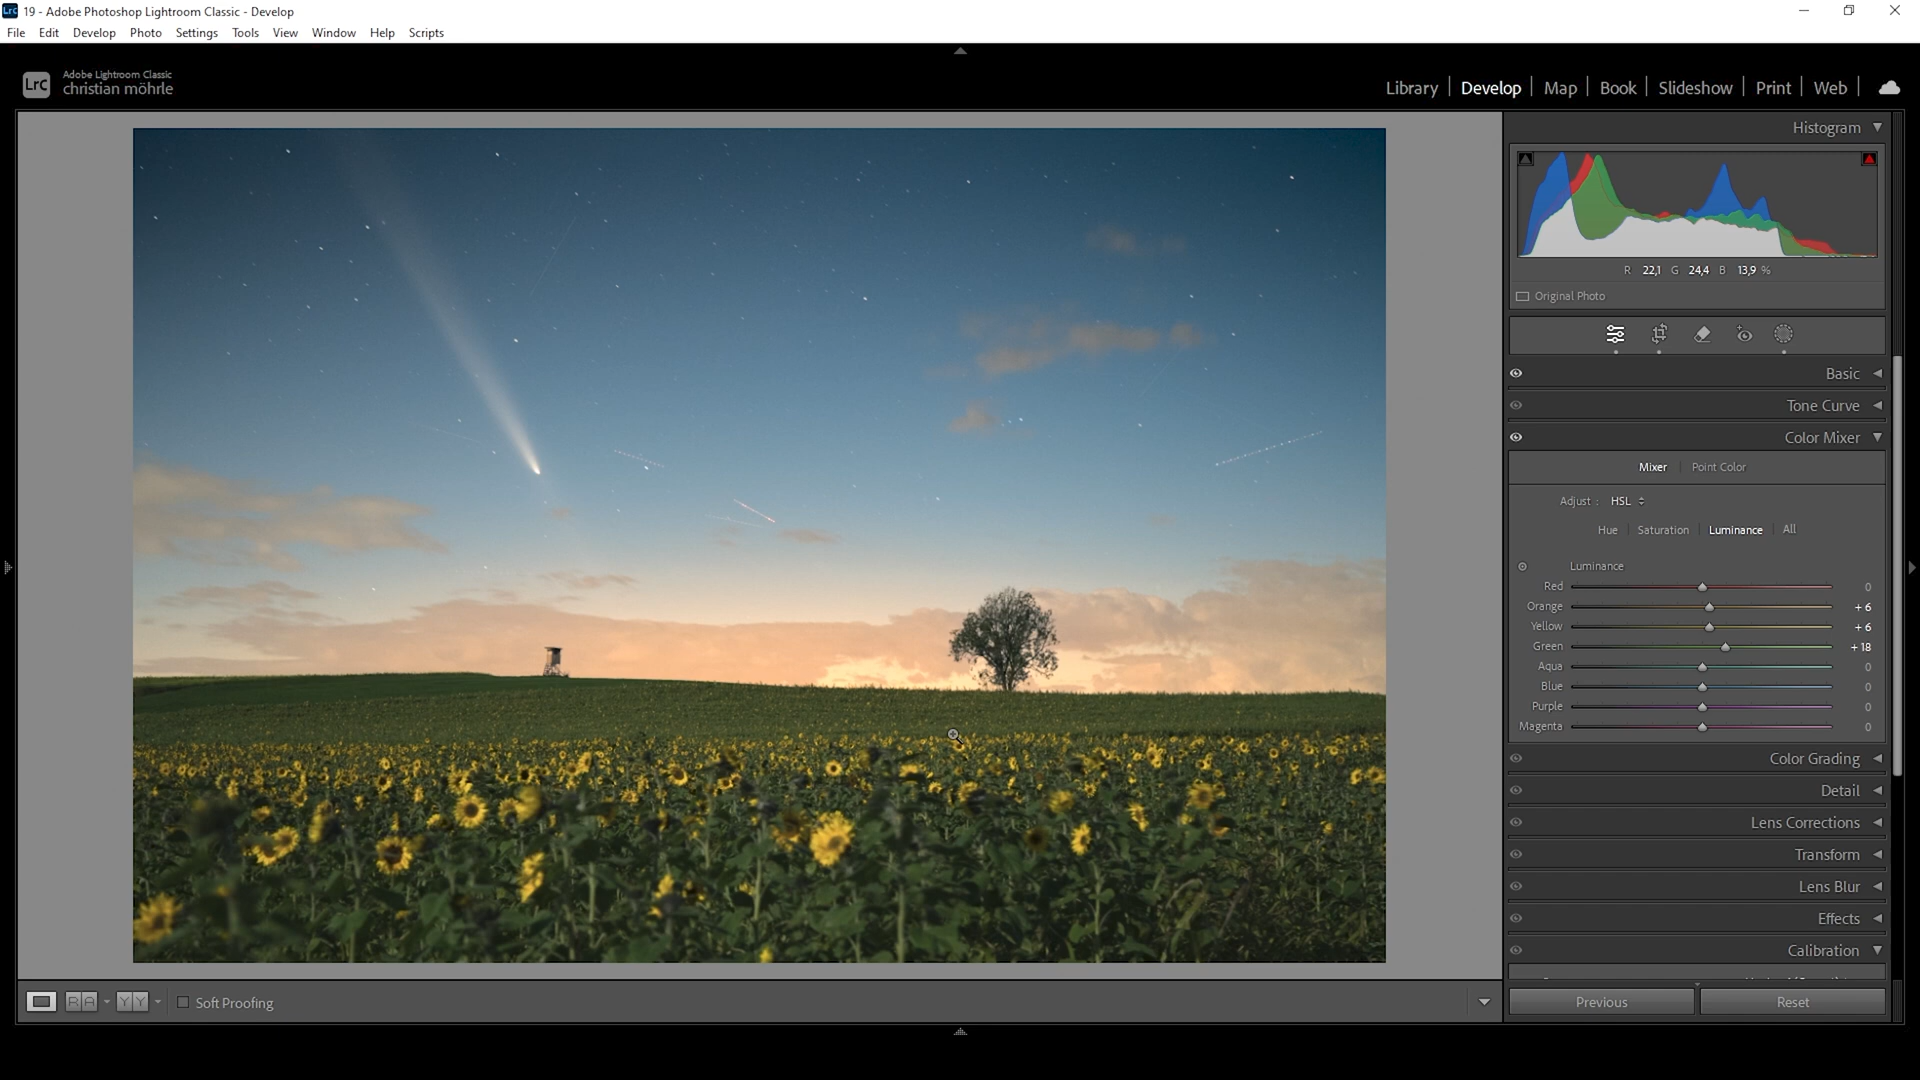 19 - Adobe Photoshop Lightroom Classic - Develop
File Edit Develop Photo Settings Tools View Window Help Scripts
LrC
Adobe Lightroom Classic
christian möhrle
Library Develop Map Book Slideshow Print Web
Histogram
R 22,1 G 24,4 B 13,9 %
Original Photo
Basic
Tone Curve
Color Mixer
Mixer Point Color
Adjust : HSL
Hue Saturation Luminance All
Luminance
Red 0
Orange + 6
Yellow + 6
Green + 18
Aqua 0
Blue 0
Purple 0
Magenta 0
Color Grading
Detail
Lens Corrections
Transform
Lens Blur
Effects
Calibration
Previous Reset
R A Y Y Soft Proofing